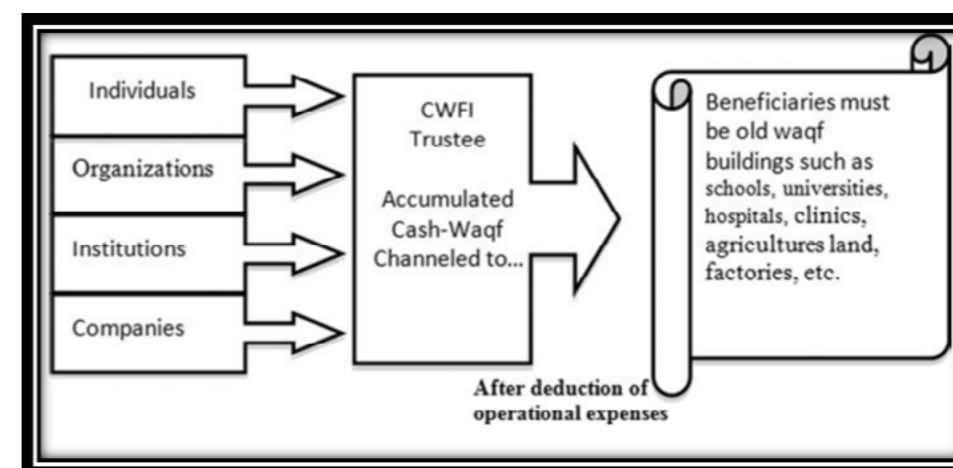 Individuals
Organizations
Institutions
Companies
CWFI
Trustee
Accumulated
Cash-Waqf
Channeled to...
After deduction of
operational expenses
Beneficiaries must
be old waqf
buildings such as
schools, universities,
hospitals, clinics,
agricultures land,
factories, etc.